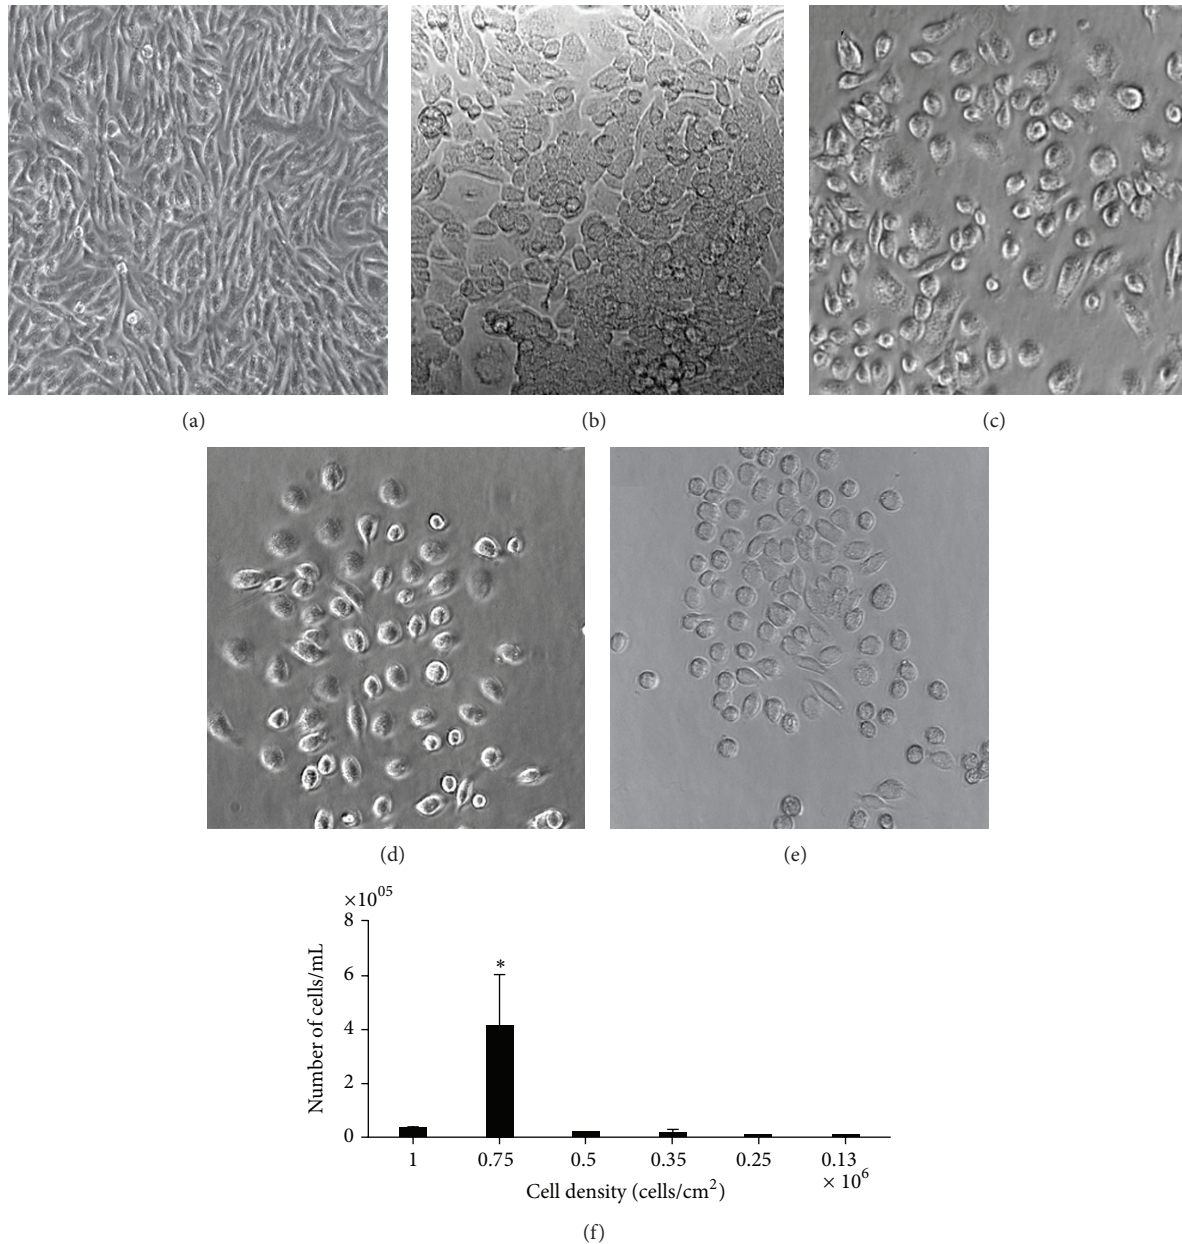 (a)
(b)
(c)
(d)
(e)
×10⁰⁵
8
6
4
2
0
Number of cells/mL
*
1 0.75 0.5 0.35 0.25 0.13
× 10⁶
Cell density (cells/cm²)
(f)